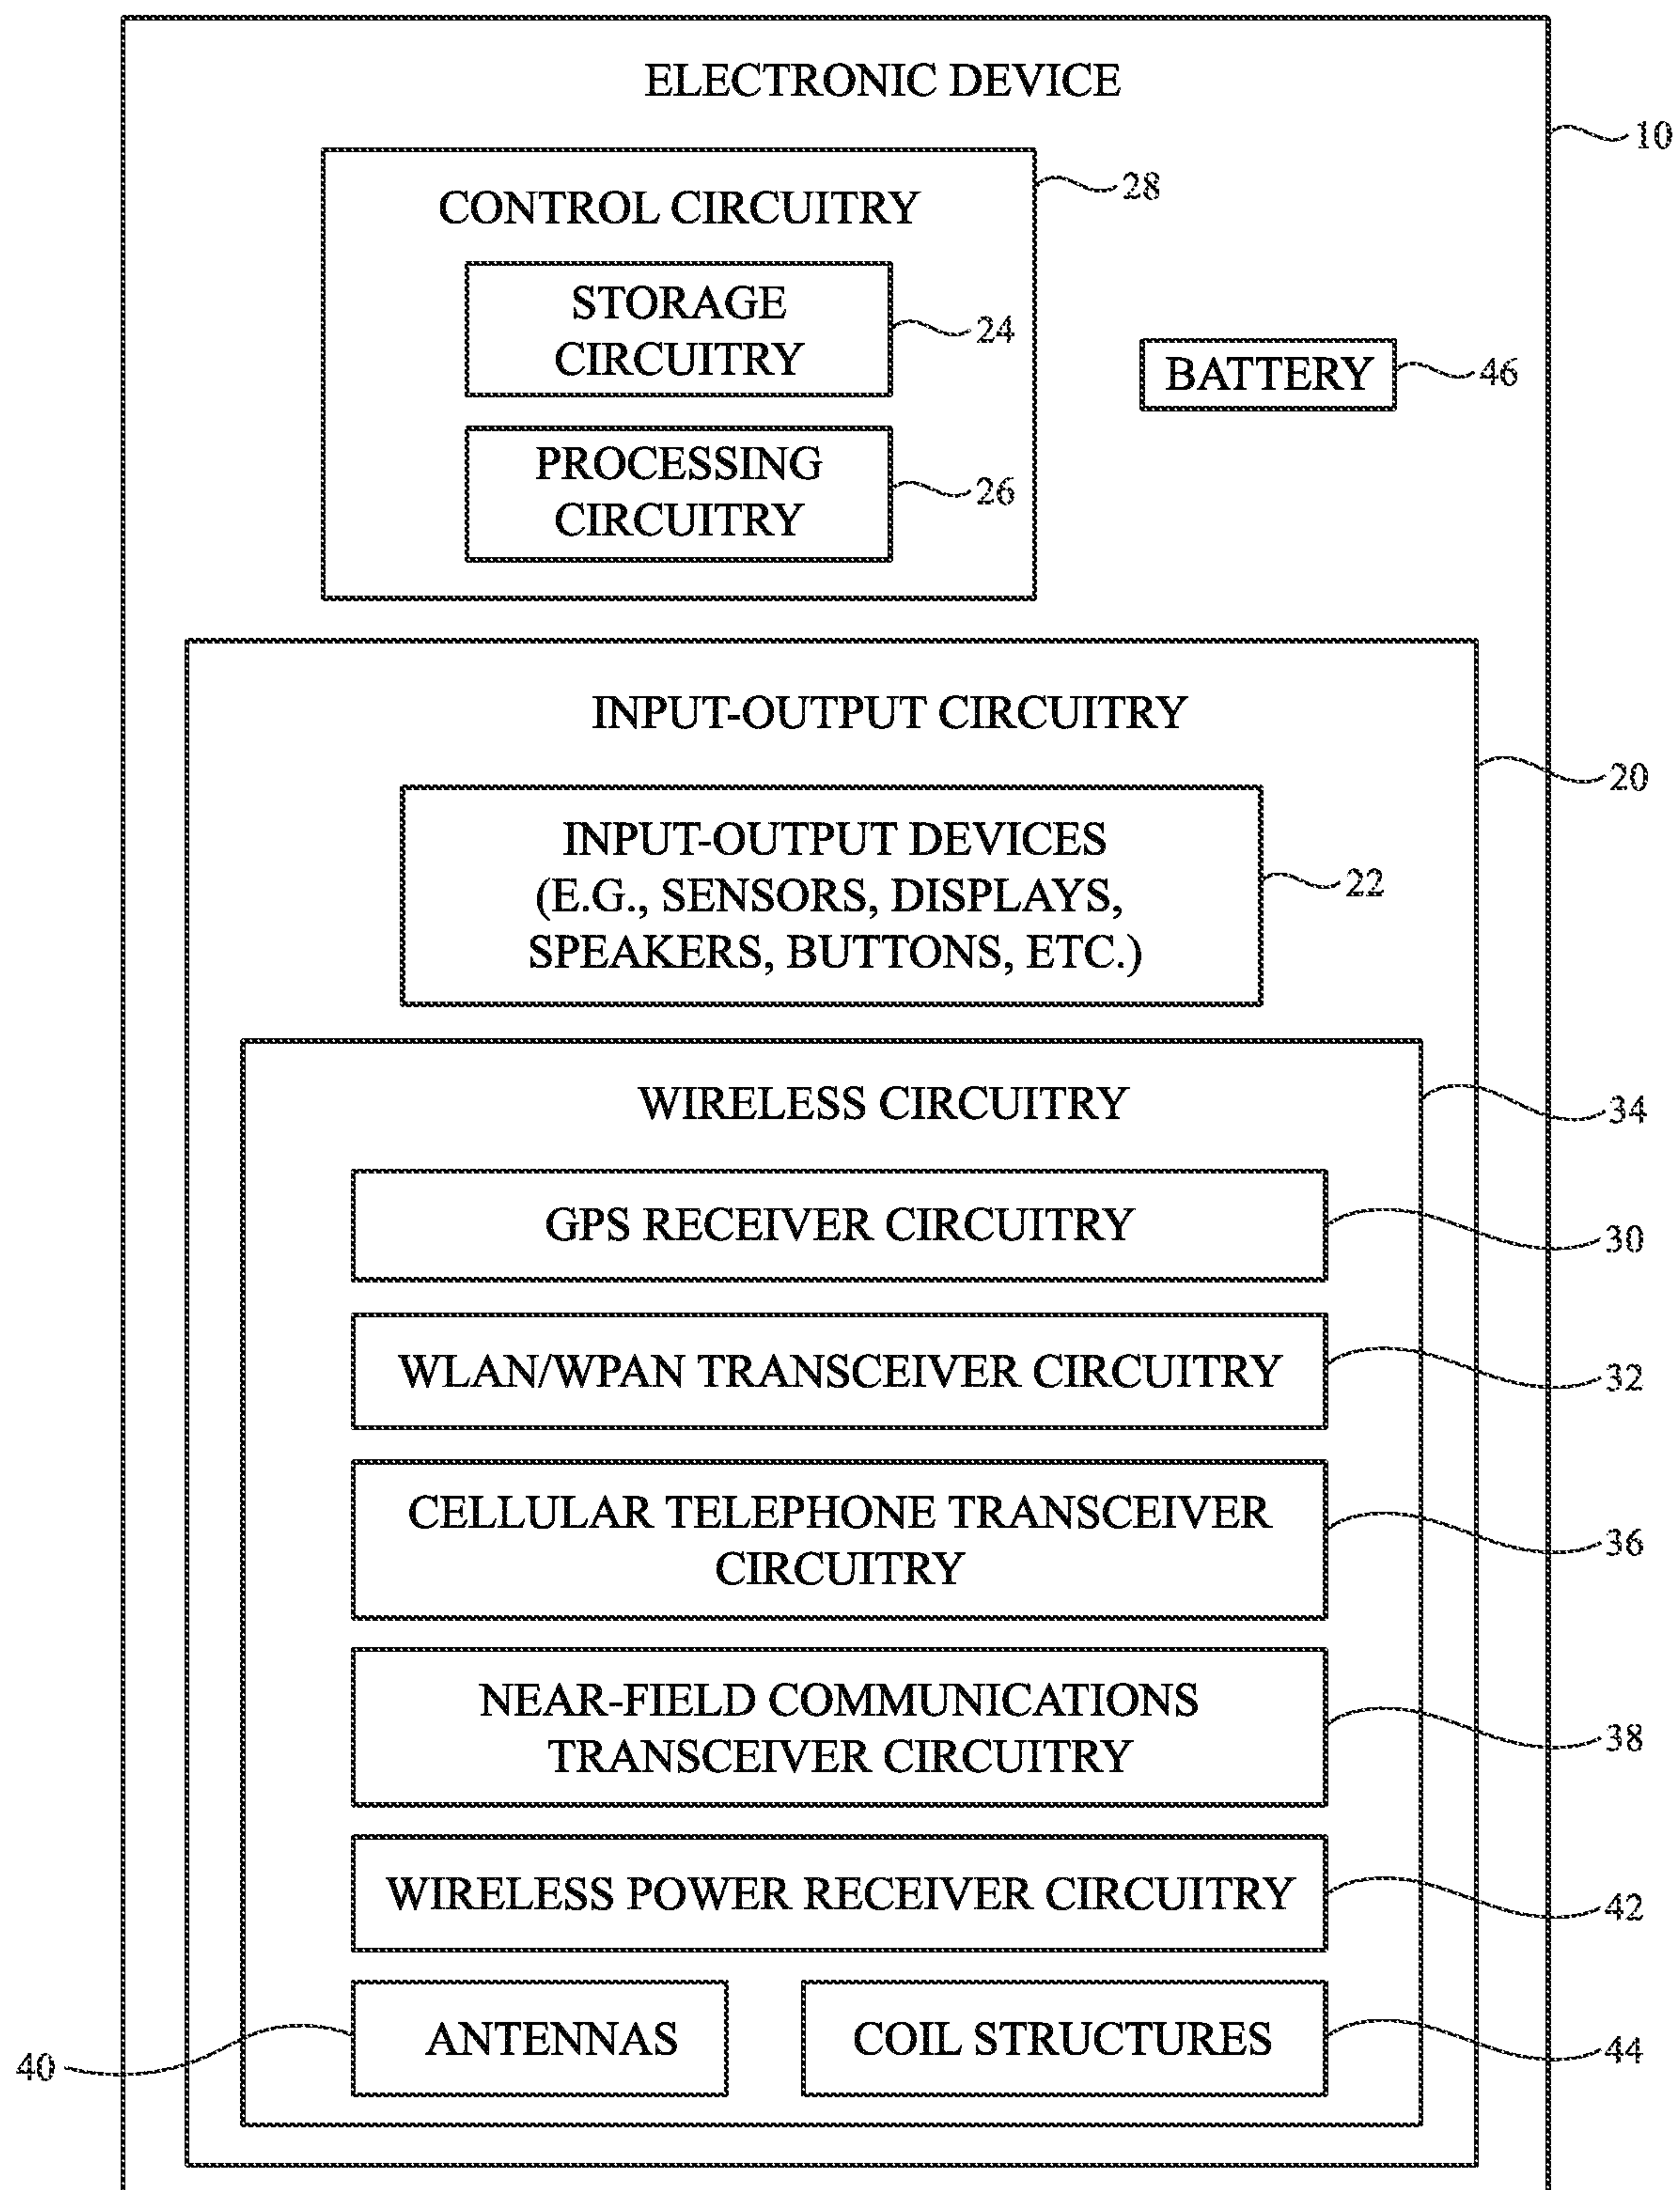 ELECTRONIC DEVICE
10
CONTROL CIRCUITRY
28
STORAGE
CIRCUITRY
24
PROCESSING
CIRCUITRY
26
BATTERY
46
INPUT-OUTPUT CIRCUITRY
20
INPUT-OUTPUT DEVICES
(E.G., SENSORS, DISPLAYS,
SPEAKERS, BUTTONS, ETC.)
22
WIRELESS CIRCUITRY
34
GPS RECEIVER CIRCUITRY
30
WLAN/WPAN TRANSCEIVER CIRCUITRY
32
CELLULAR TELEPHONE TRANSCEIVER
CIRCUITRY
36
NEAR-FIELD COMMUNICATIONS
TRANSCEIVER CIRCUITRY
38
WIRELESS POWER RECEIVER CIRCUITRY
42
40
ANTENNAS
COIL STRUCTURES
44